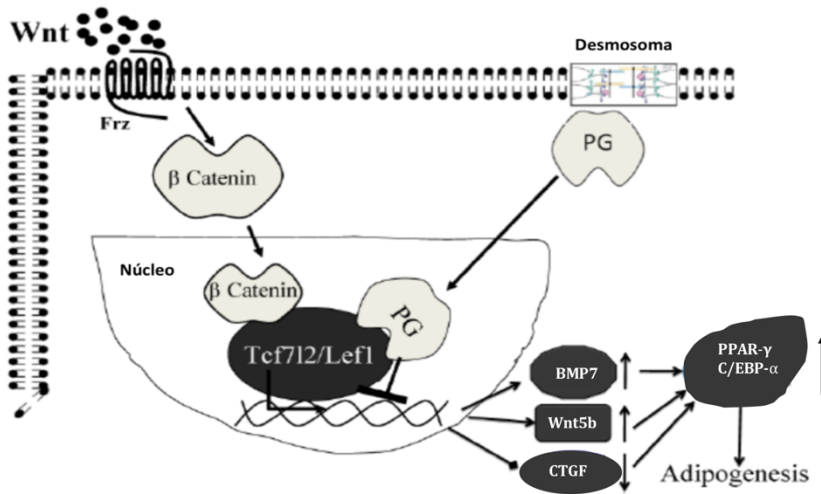 Wnt
Frz
Desmosoma
PG
β Catenin
Núcleo
β Catenin
PG
Tcf7l2/Lef1
BMP7
Wnt5b
CTGF
PPAR-γ
C/EBP-α
Adipogenesis